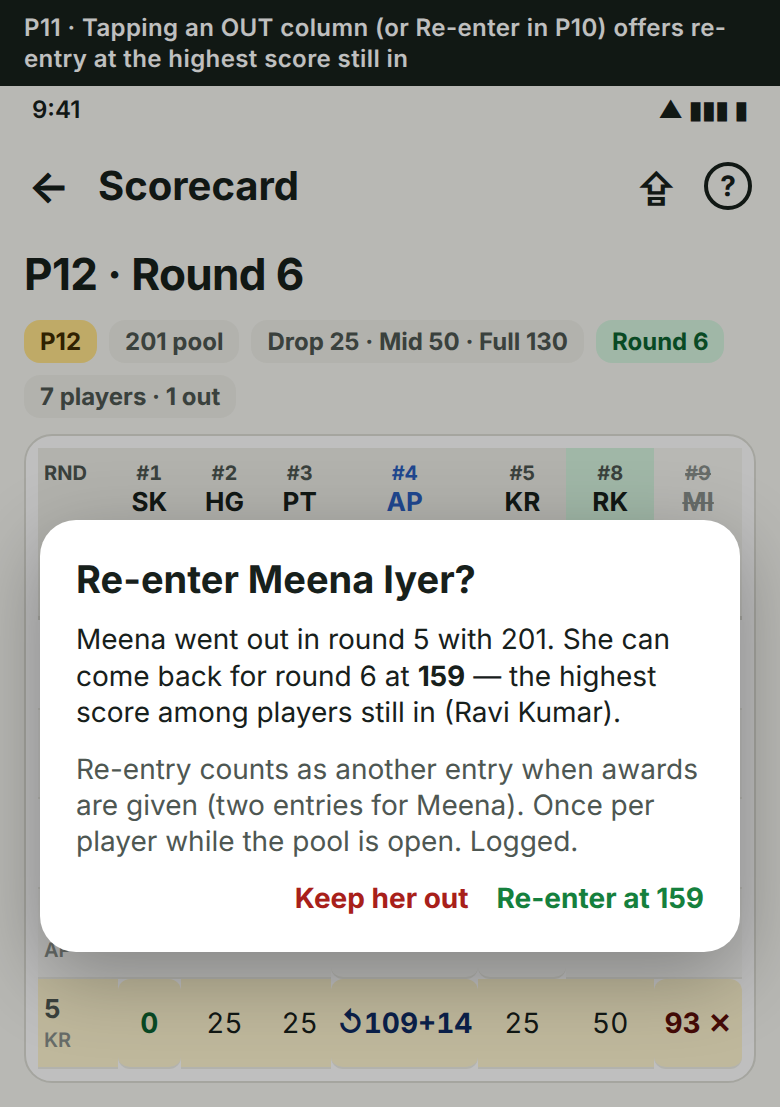 P11 · Tapping an OUT column (or Re-enter in P10) offers re-
entry at the highest score still in
9:41
Scorecard
?
P12 · Round 6
P12 201 pool Drop 25 · Mid 50 · Full 130 Round 6
7 players · 1 out
RND #1 #2 #3 #4 #5 #8 #9
SK HG PT AP KR RK MI
Re-enter Meena Iyer?
Meena went out in round 5 with 201. She can
come back for round 6 at 159 — the highest
score among players still in (Ravi Kumar).
Re-entry counts as another entry when awards
are given (two entries for Meena). Once per
player while the pool is open. Logged.
Keep her out Re-enter at 159
AP
5 0 25 25 ↺109+14 25 50 93 ✕
KR